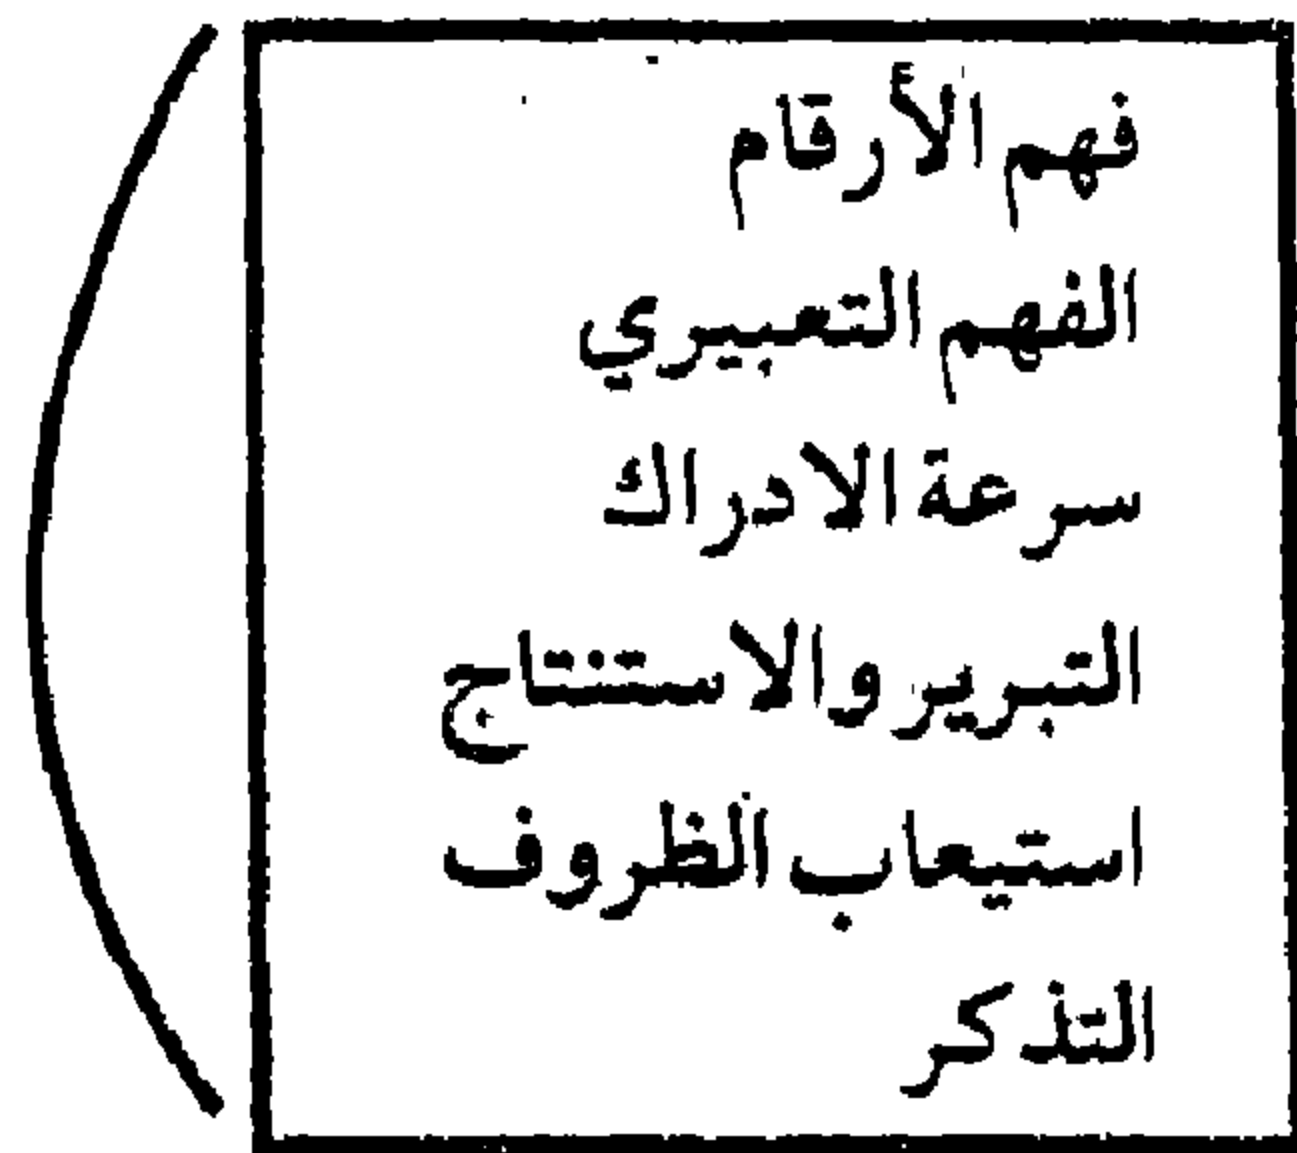 فهم الأرقام
الفهم التعبيري
سرعة الادراك
التبرير والاستنتاج
استيعاب الظروف
التذكر